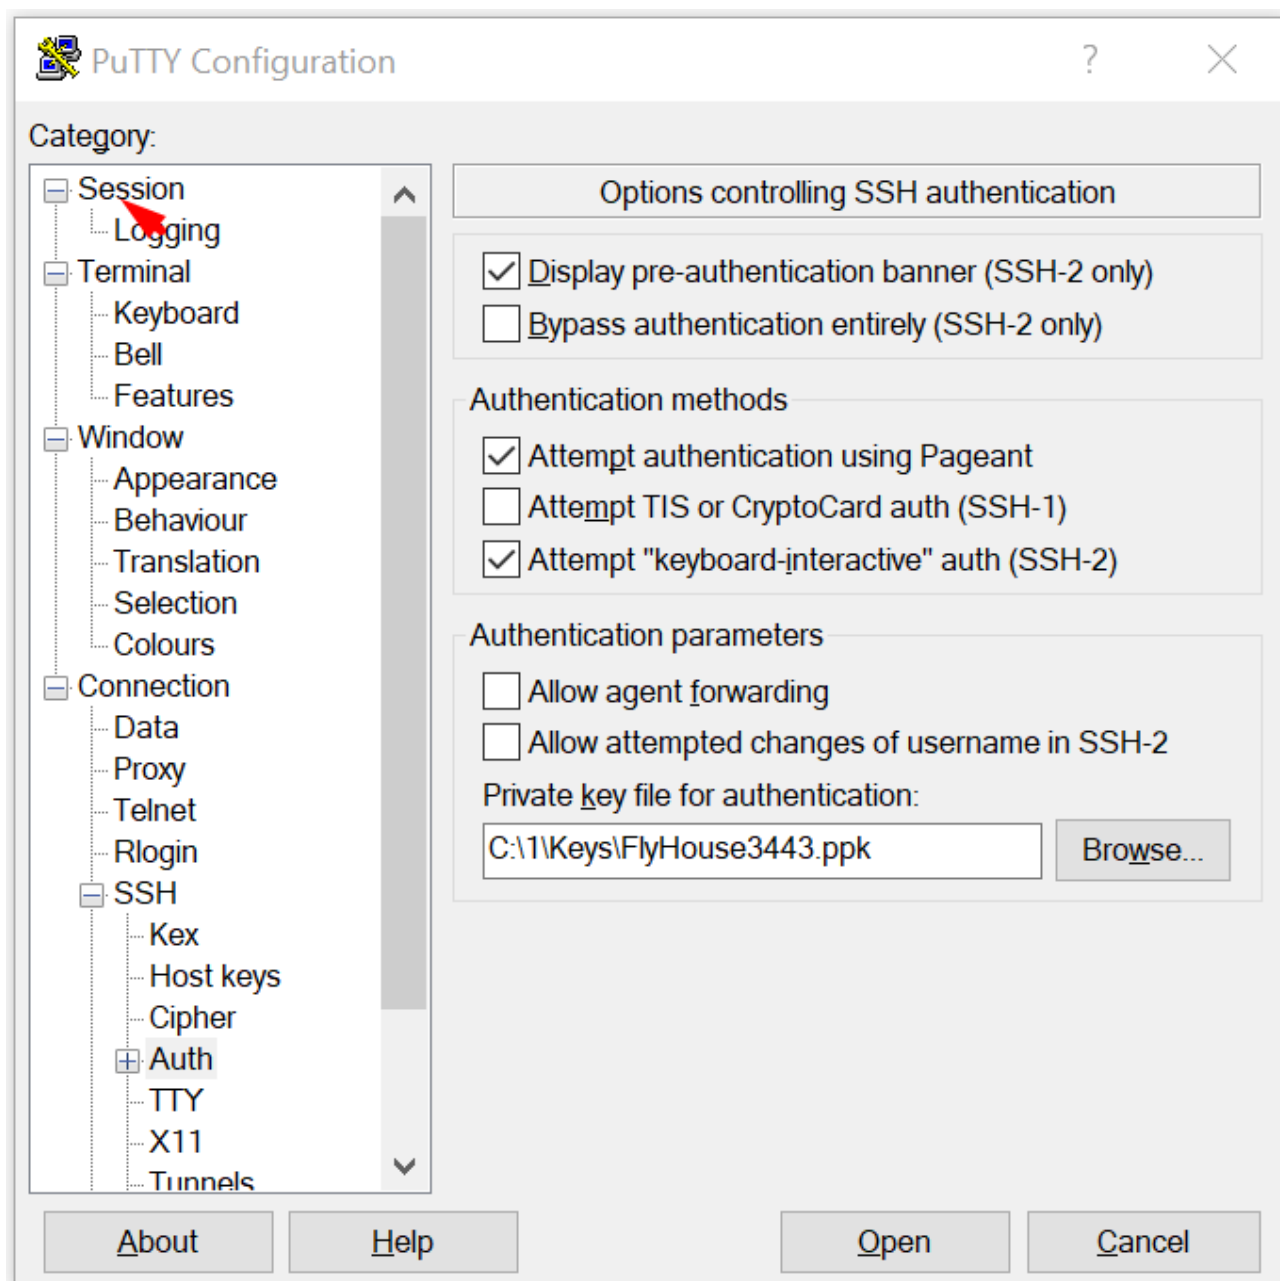 PuTTY Configuration
?
Category:
Session
Logging
Terminal
Keyboard
Bell
Features
Window
Appearance
Behaviour
Translation
Selection
Colours
Connection
Data
Proxy
Telnet
Rlogin
SSH
Kex
Host keys
Cipher
Auth
TTY
X11
Tunnels
Options controlling SSH authentication
Display pre-authentication banner (SSH-2 only)
Bypass authentication entirely (SSH-2 only)
Authentication methods
Attempt authentication using Pageant
Attempt TIS or CryptoCard auth (SSH-1)
Attempt "keyboard-interactive" auth (SSH-2)
Authentication parameters
Allow agent forwarding
Allow attempted changes of username in SSH-2
Private key file for authentication:
C:\1\Keys\FlyHouse3443.ppk
Browse...
About
Help
Open
Cancel